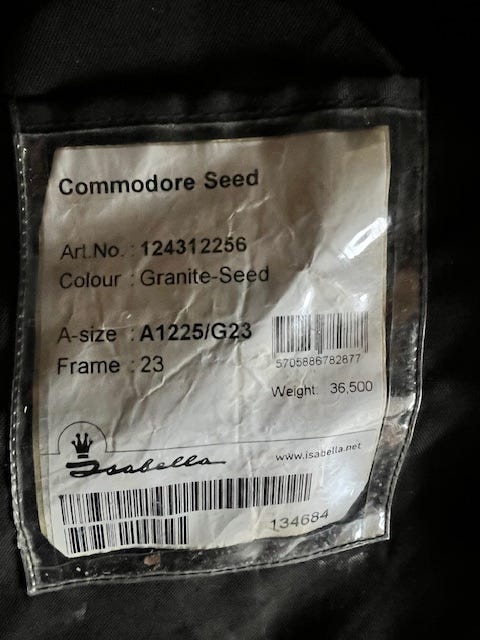 Commodore Seed
Art.No. : 124312256
Colour : Granite-Seed
A-size : A1225/G23
Frame : 23
5705886782877
Weight: 36,500
Isabella
www.isabella.net
134684